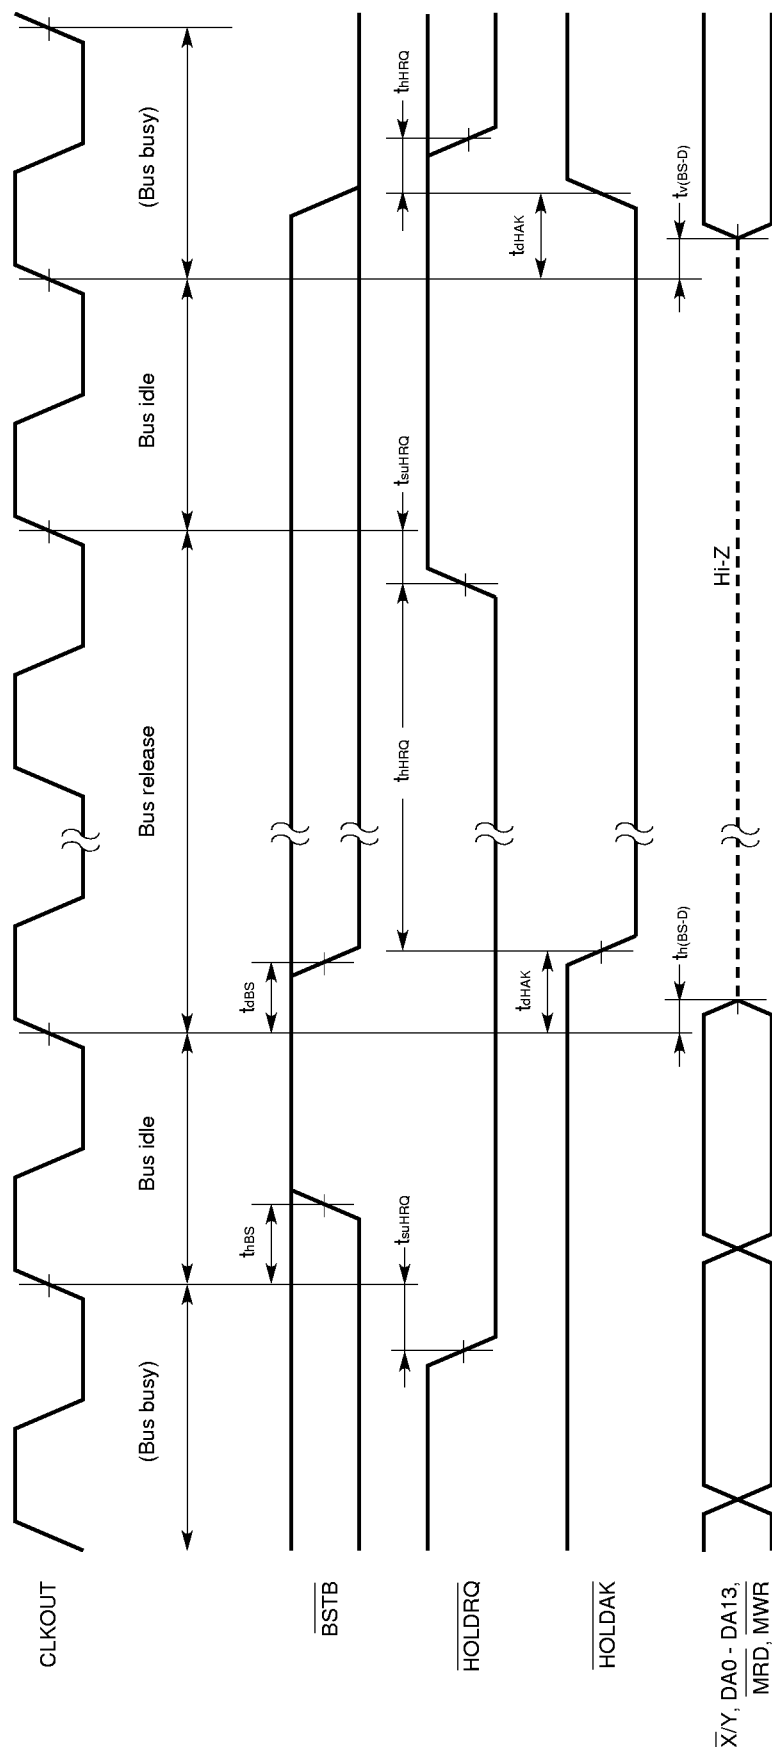 CLKOUT
(Bus busy)
Bus idle
Bus release
Bus idle
(Bus busy)
BSTB
thBS
tdBS
HOLDRQ
tsuHRQ
thHRQ
tsuHRQ
thHRQ
HOLDAK
tdHAK
tdHAK
X/Y, DA0 - DA13,
MRD, MWR
th(BS-D)
Hi-Z
tv(BS-D)